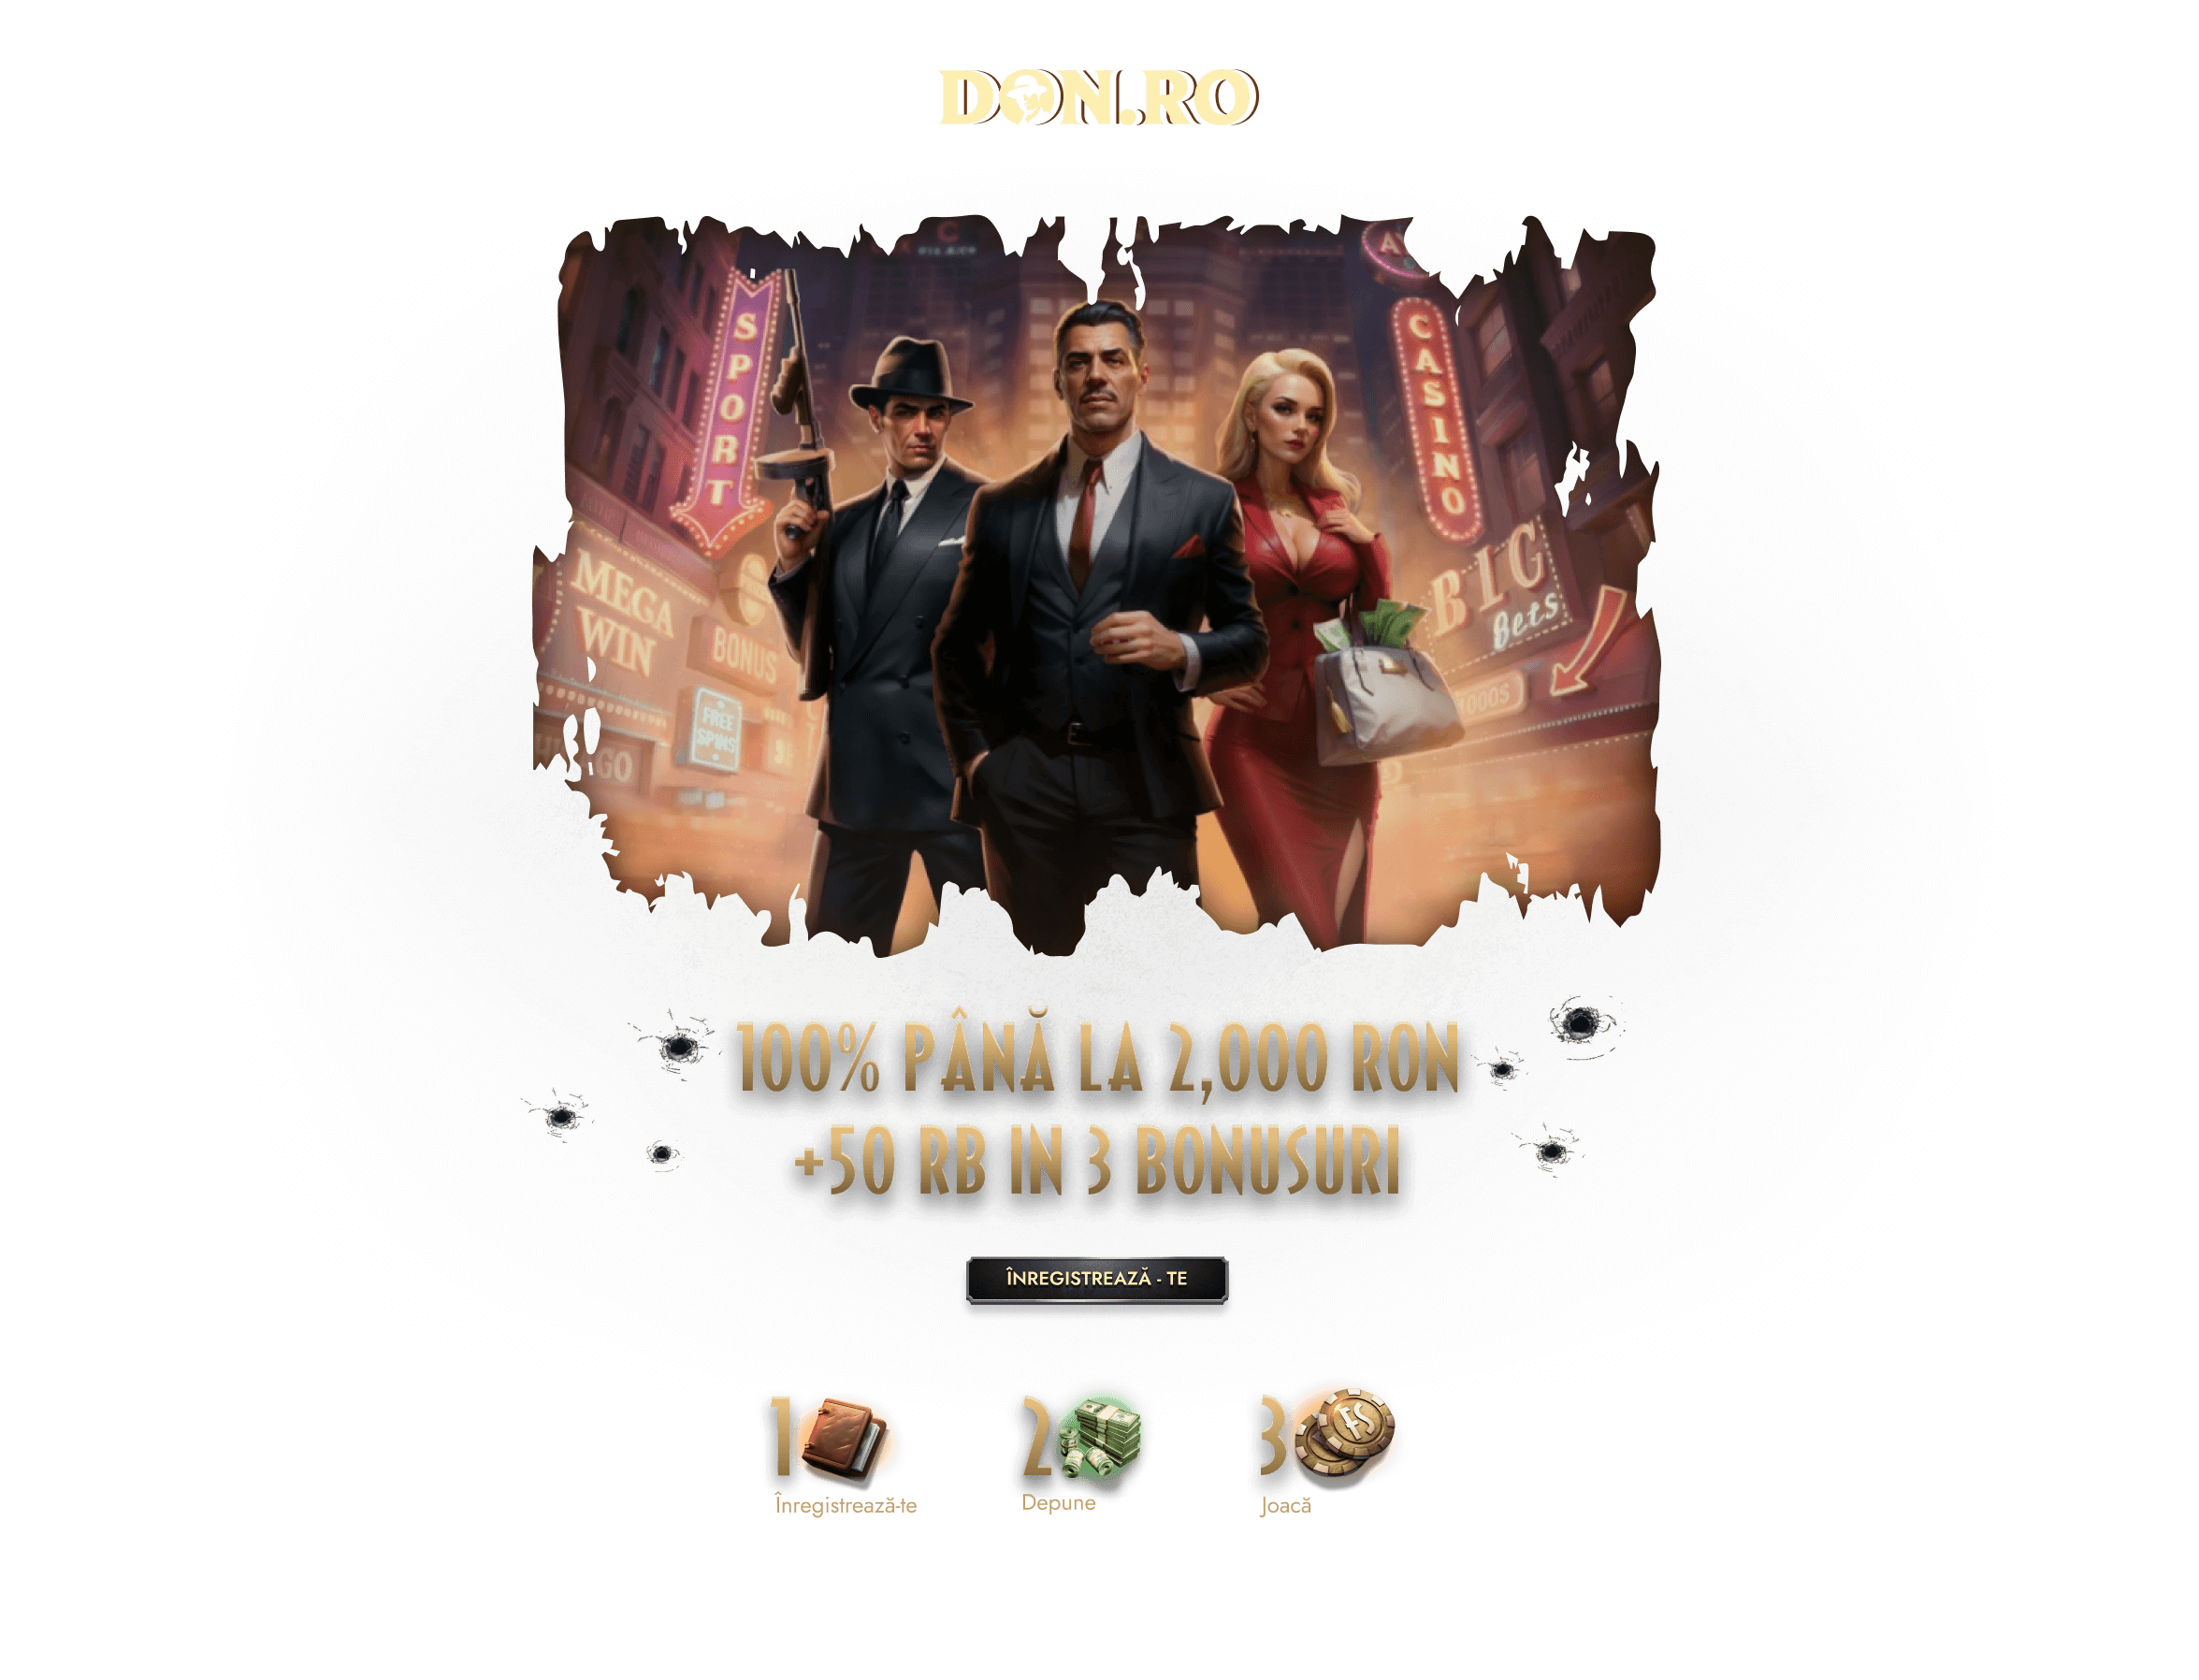 DON.RO
SPORT
CASINO
MEGA
WIN
BONUS
FREE
SPINS
BIG
Bets
100% PÂNĂ LA 2,000 RON
+50 RB IN 3 BONUSURI
ÎNREGISTREAZĂ - TE
1
2
3
FS
Înregistrează-te
Depune
Joacă